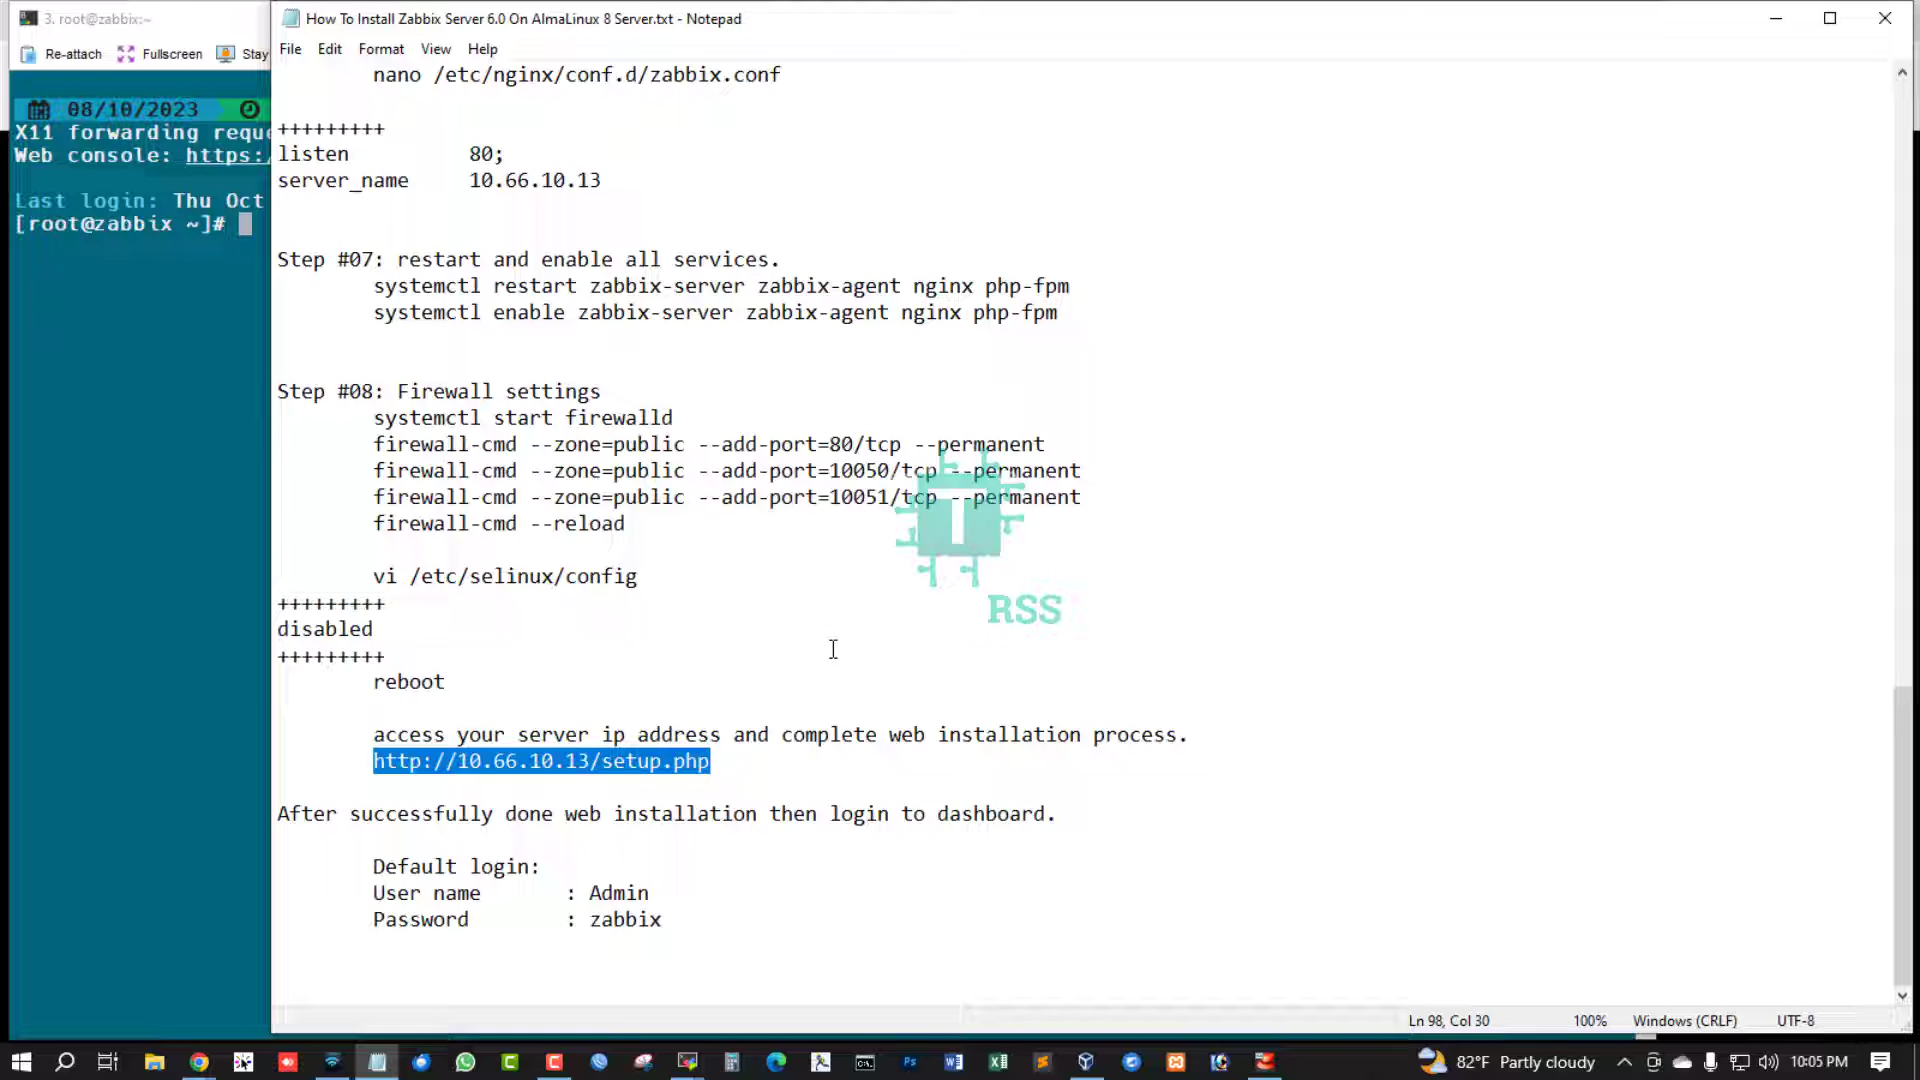 3. root@zabbix:~
How To Install Zabbix Server 6.0 On AlmaLinux 8 Server.txt - Notepad
Re-attach Fullscreen Stay
File Edit Format View Help
08/10/2023
X11 forwarding reque
Web console: https:/
Last login: Thu Oct
[root@zabbix ~]#
nano /etc/nginx/conf.d/zabbix.conf
+++++++++
listen 80;
server_name 10.66.10.13
Step #07: restart and enable all services.
systemctl restart zabbix-server zabbix-agent nginx php-fpm
systemctl enable zabbix-server zabbix-agent nginx php-fpm
Step #08: Firewall settings
systemctl start firewalld
firewall-cmd --zone=public --add-port=80/tcp --permanent
firewall-cmd --zone=public --add-port=10050/tcp --permanent
firewall-cmd --zone=public --add-port=10051/tcp --permanent
firewall-cmd --reload
vi /etc/selinux/config
+++++++++
disabled
+++++++++
reboot
access your server ip address and complete web installation process.
http://10.66.10.13/setup.php
After successfully done web installation then login to dashboard.
Default login:
User name : Admin
Password : zabbix
T
RSS
Ln 98, Col 30 100% Windows (CRLF) UTF-8
82°F Partly cloudy 10:05 PM